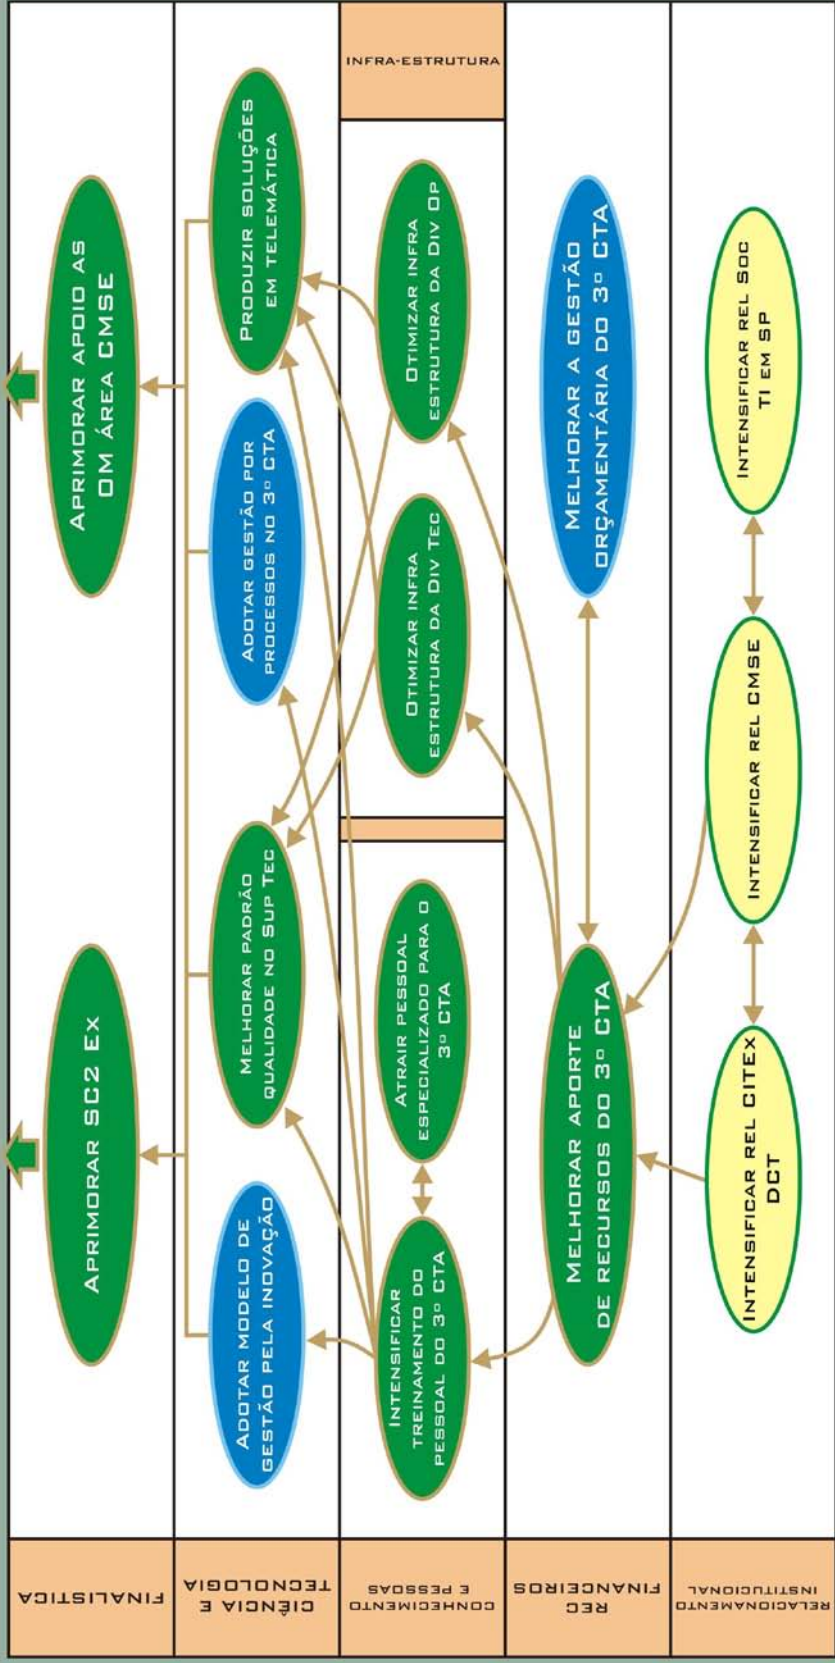 FINALISTICA
APRIMORAR SC2 EX
APRIMORAR APOIO AS
OM ÁREA CMSE
CIÊNCIA E
TECNOLOGIA
ADOTAR MODELO DE
GESTÃO PELA INOVAÇÃO
MELHORAR PADRÃO
QUALIDADE NO SUP TEC
ADOTAR GESTÃO POR
PROCESSOS NO 3º CTA
PRODUZIR SOLUÇÕES
EM TELEMÁTICA
CONHECIMENTO
E PESSOAS
INTENSIFICAR
TREINAMENTO DO
PESSOAL DO 3º CTA
ATRAIR PESSOAL
ESPECIALIZADO PARA O
3º CTA
OTIMIZAR INFRA
ESTRUTURA DA DIV TEC
OTIMIZAR INFRA
ESTRUTURA DA DIV OP
INFRA-ESTRUTURA
REC
FINANCEIROS
MELHORAR APORTE
DE RECURSOS DO 3º CTA
MELHORAR A GESTÃO
ORÇAMENTÁRIA DO 3º CTA
RELACIONAMENTO
INSTITUCIONAL
INTENSIFICAR REL CITEX
DCT
INTENSIFICAR REL CMSE
INTENSIFICAR REL SOC
TI EM SP